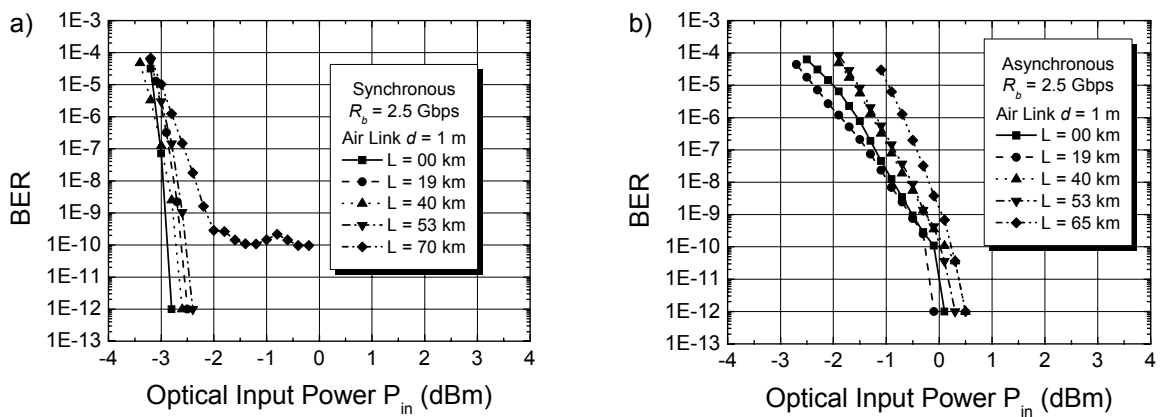 a)
1E-3
1E-4
1E-5
1E-6
1E-7
1E-8
1E-9
1E-10
1E-11
1E-12
1E-13
BER
-4 -3 -2 -1 0 1 2 3 4
Optical Input Power P_in (dBm)
Synchronous
R_b = 2.5 Gbps
Air Link d = 1 m
L = 00 km
L = 19 km
L = 40 km
L = 53 km
L = 70 km
b)
1E-3
1E-4
1E-5
1E-6
1E-7
1E-8
1E-9
1E-10
1E-11
1E-12
1E-13
BER
-4 -3 -2 -1 0 1 2 3 4
Optical Input Power P_in (dBm)
Asynchronous
R_b = 2.5 Gbps
Air Link d = 1 m
L = 00 km
L = 19 km
L = 40 km
L = 53 km
L = 65 km